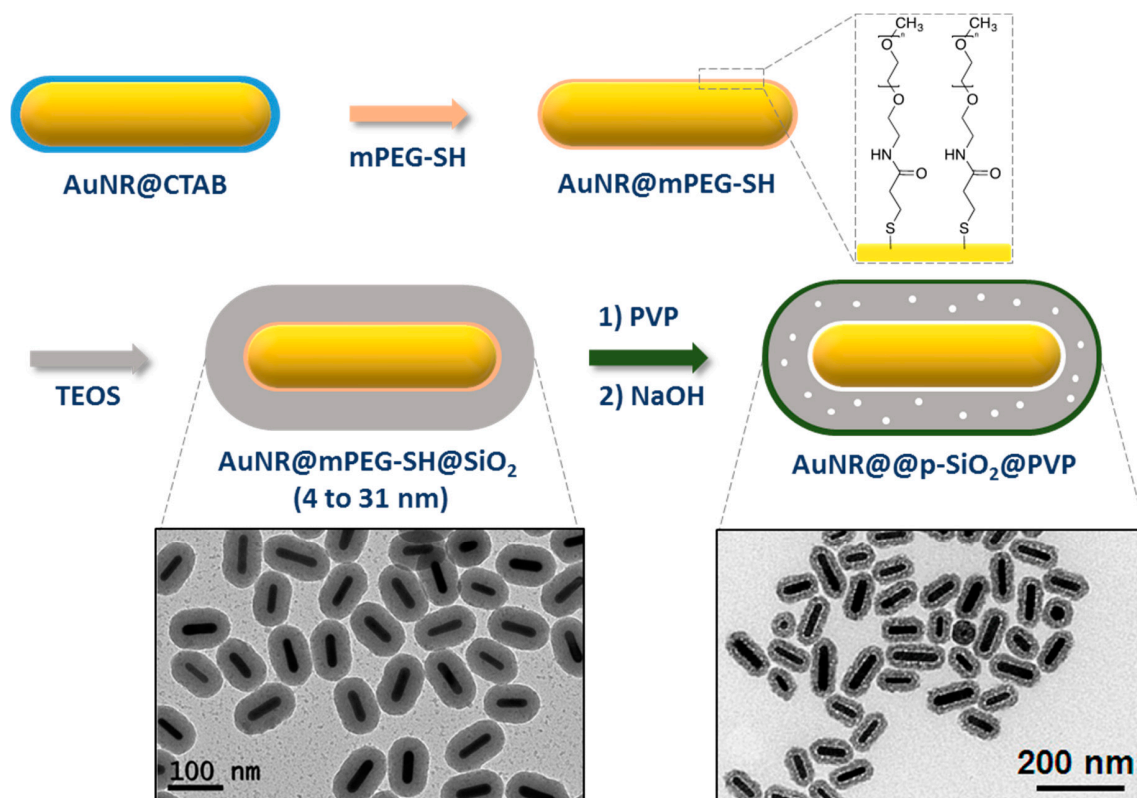 CH₃
CH₃
O
n
O
n
O
O
HN
O
HN
O
S
S
mPEG-SH
AuNR@CTAB
AuNR@mPEG-SH
TEOS
1) PVP
2) NaOH
AuNR@mPEG-SH@SiO₂
(4 to 31 nm)
AuNR@@p-SiO₂@PVP
100 nm
200 nm